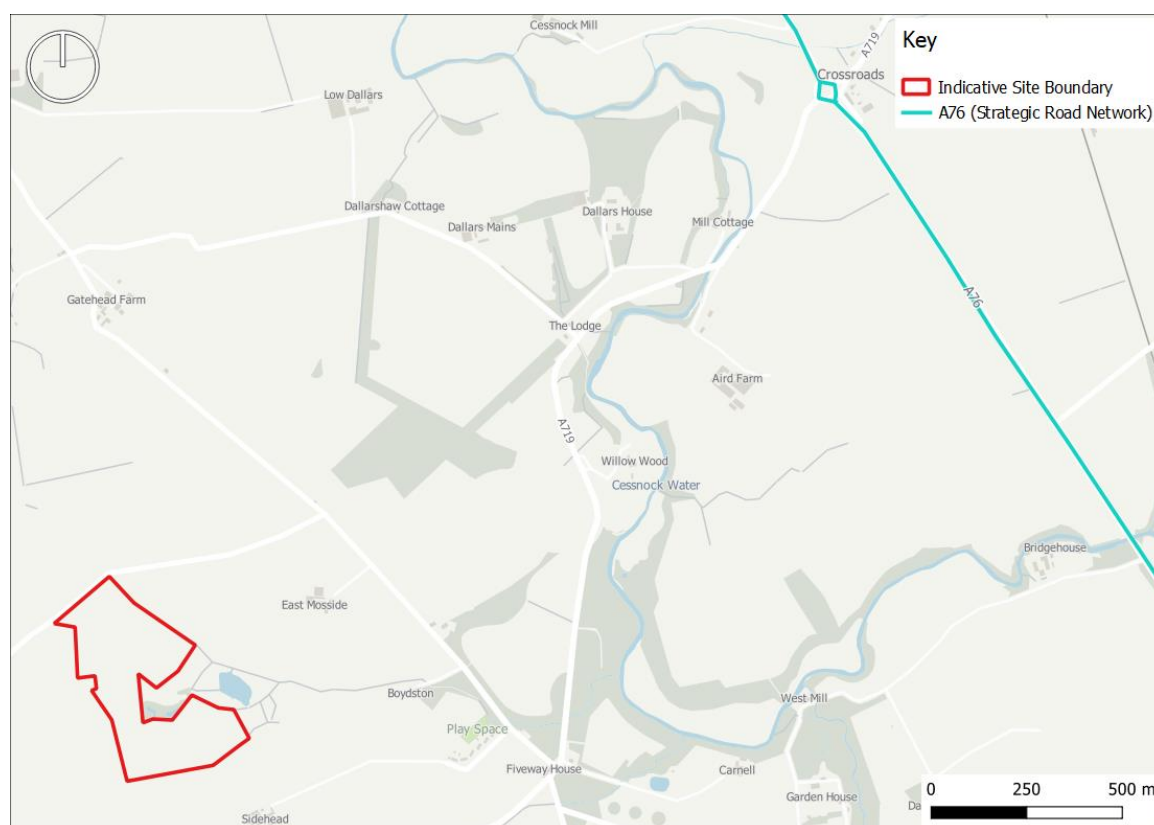 Cessnock Mill
A719
Key
Crossroads
Indicative Site Boundary
A76 (Strategic Road Network)
Low Dallars
Dallarshaw Cottage
Dallars House
Dallars Mains
Mill Cottage
Gatehead Farm
A76
The Lodge
Aird Farm
A719
Willow Wood
Cessnock Water
Bridgehouse
East Mosside
Boydston
West Mill
Play Space
Fiveway House
Carnell
Garden House
0 250 500 m
Sidehead